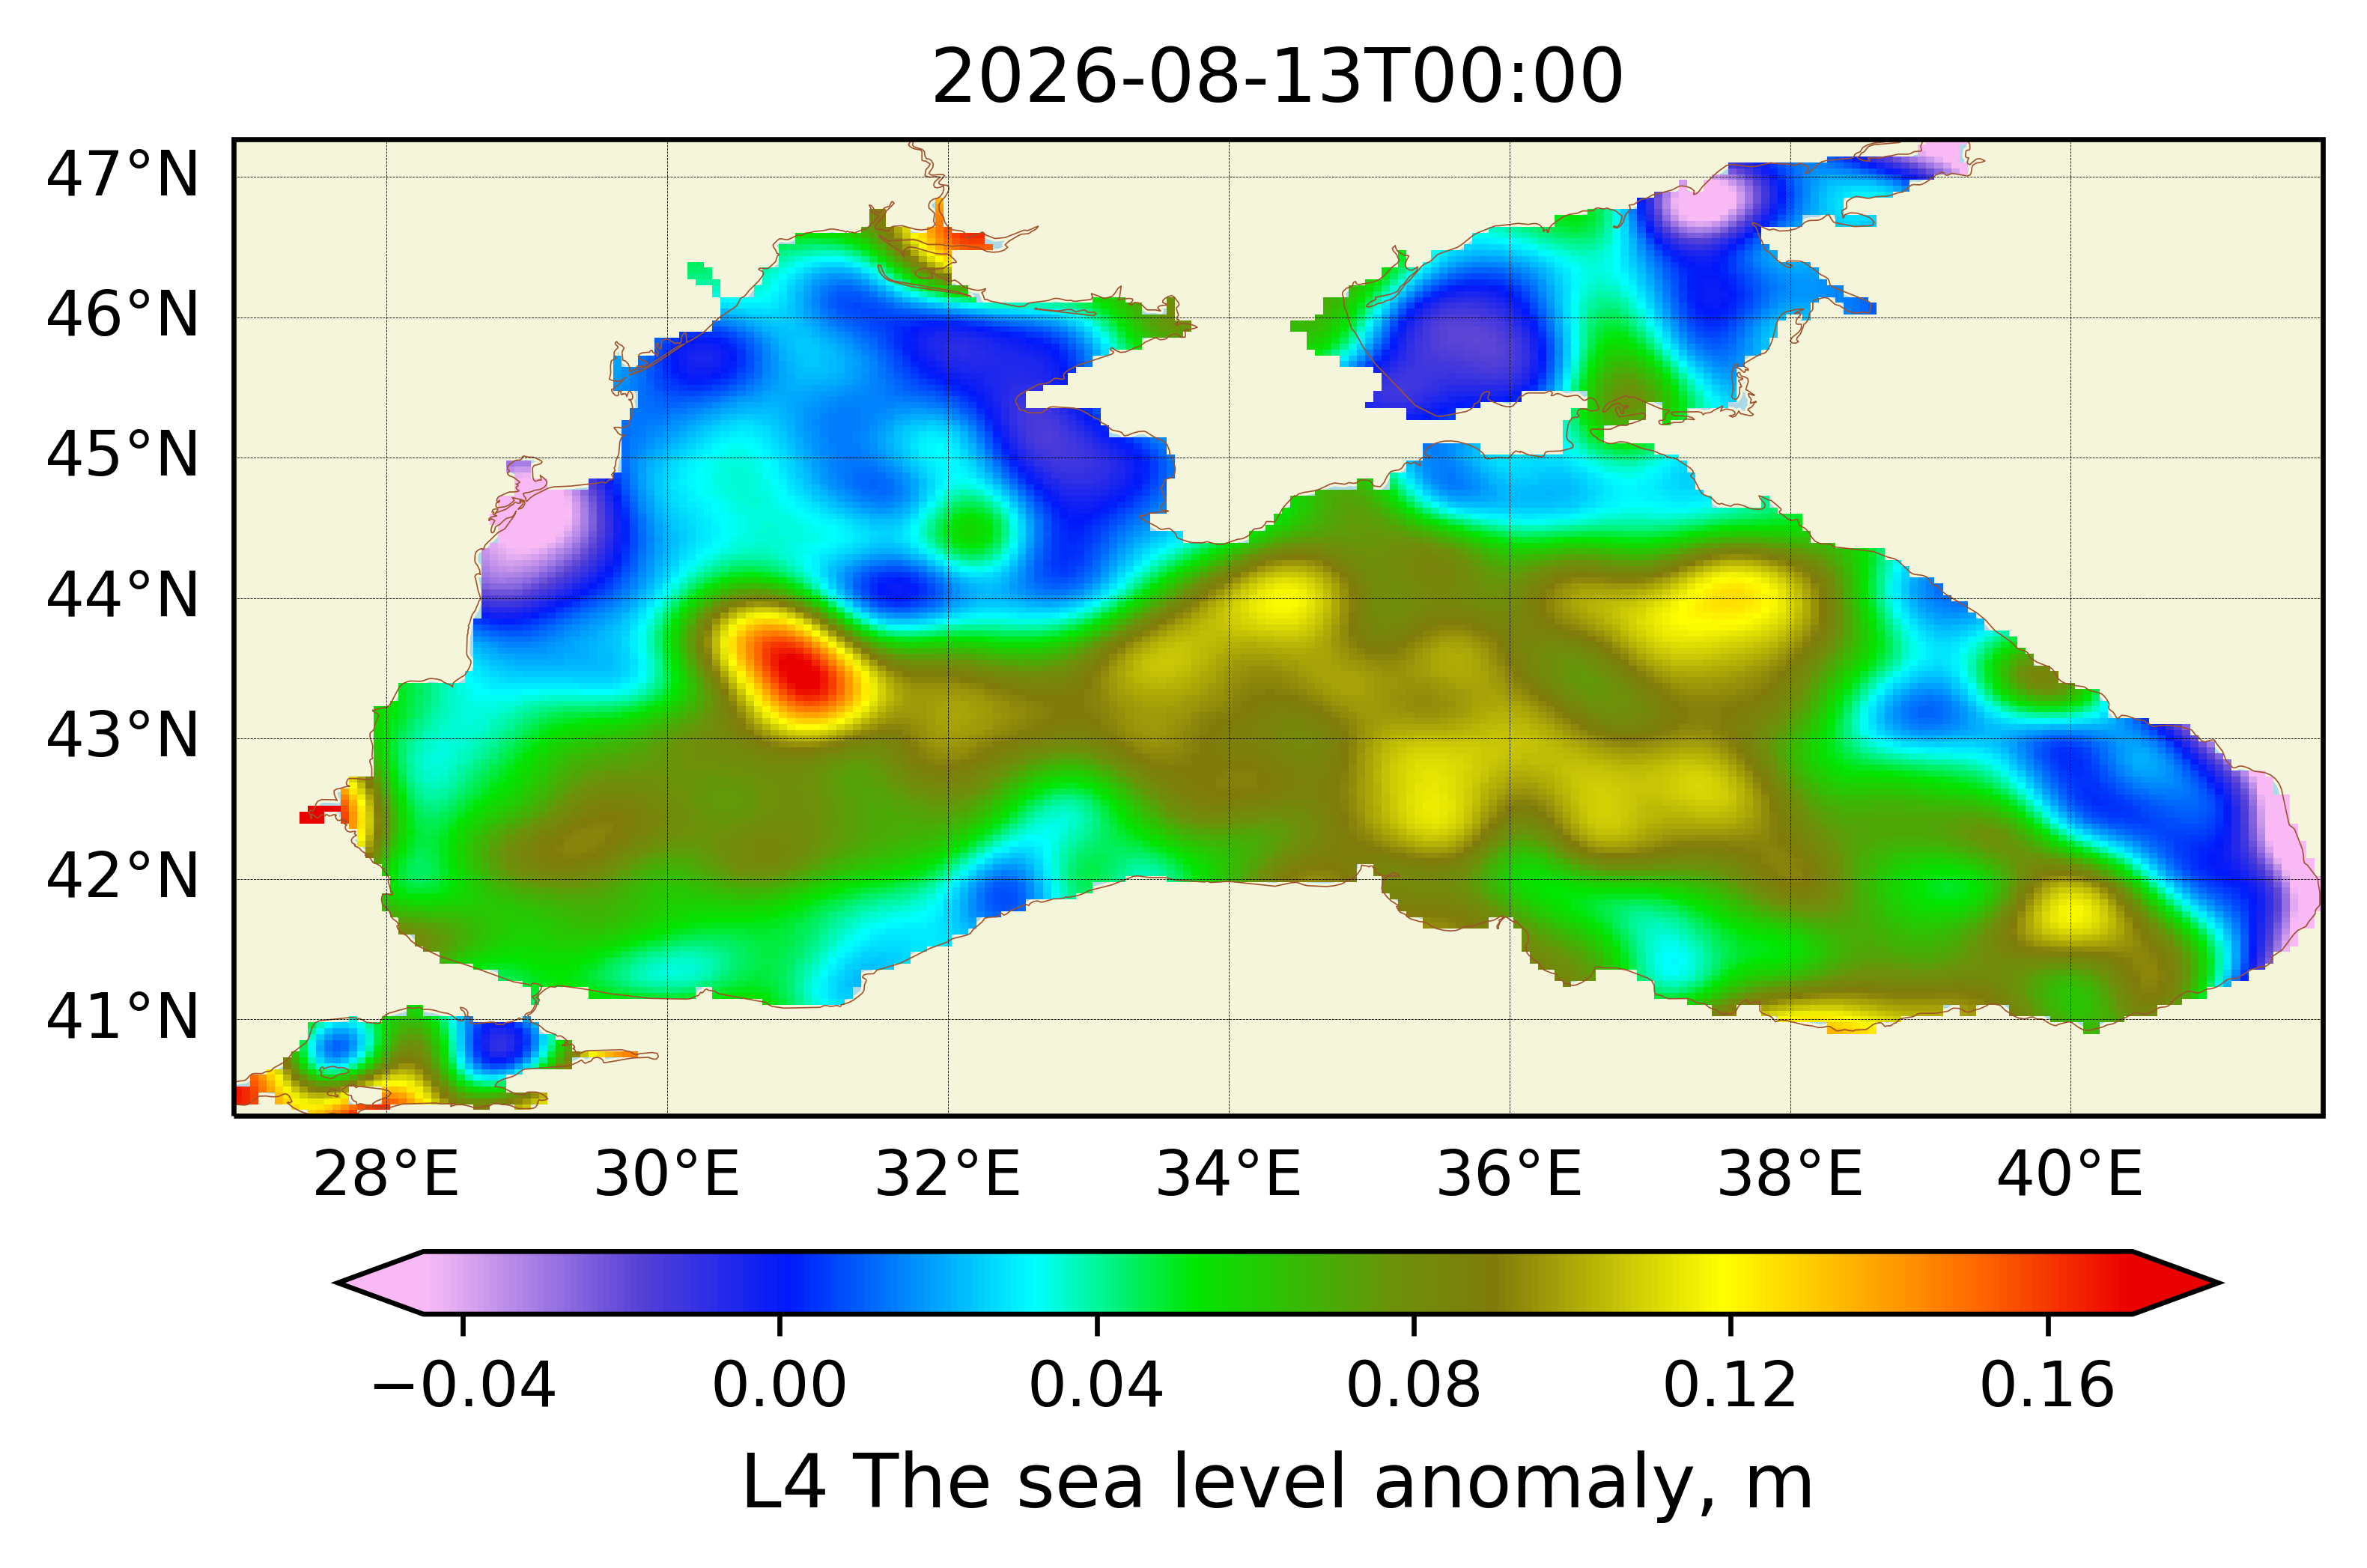 2026-08-13T00:00
47°N
46°N
45°N
44°N
43°N
42°N
41°N
28°E 30°E 32°E 34°E 36°E 38°E 40°E
−0.04 0.00 0.04 0.08 0.12 0.16
L4 The sea level anomaly, m